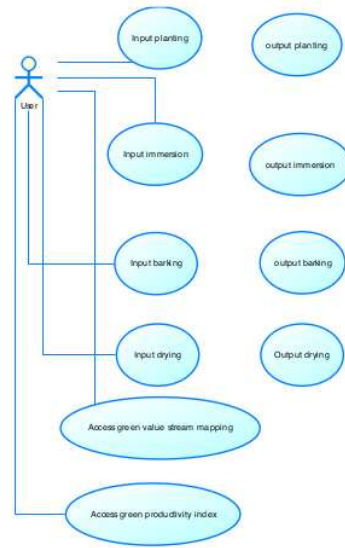 Input planting
output planting
User
Input immersion
output immersion
Input barking
output barking
Input drying
Output drying
Access green value stream mapping
Access green productivity index